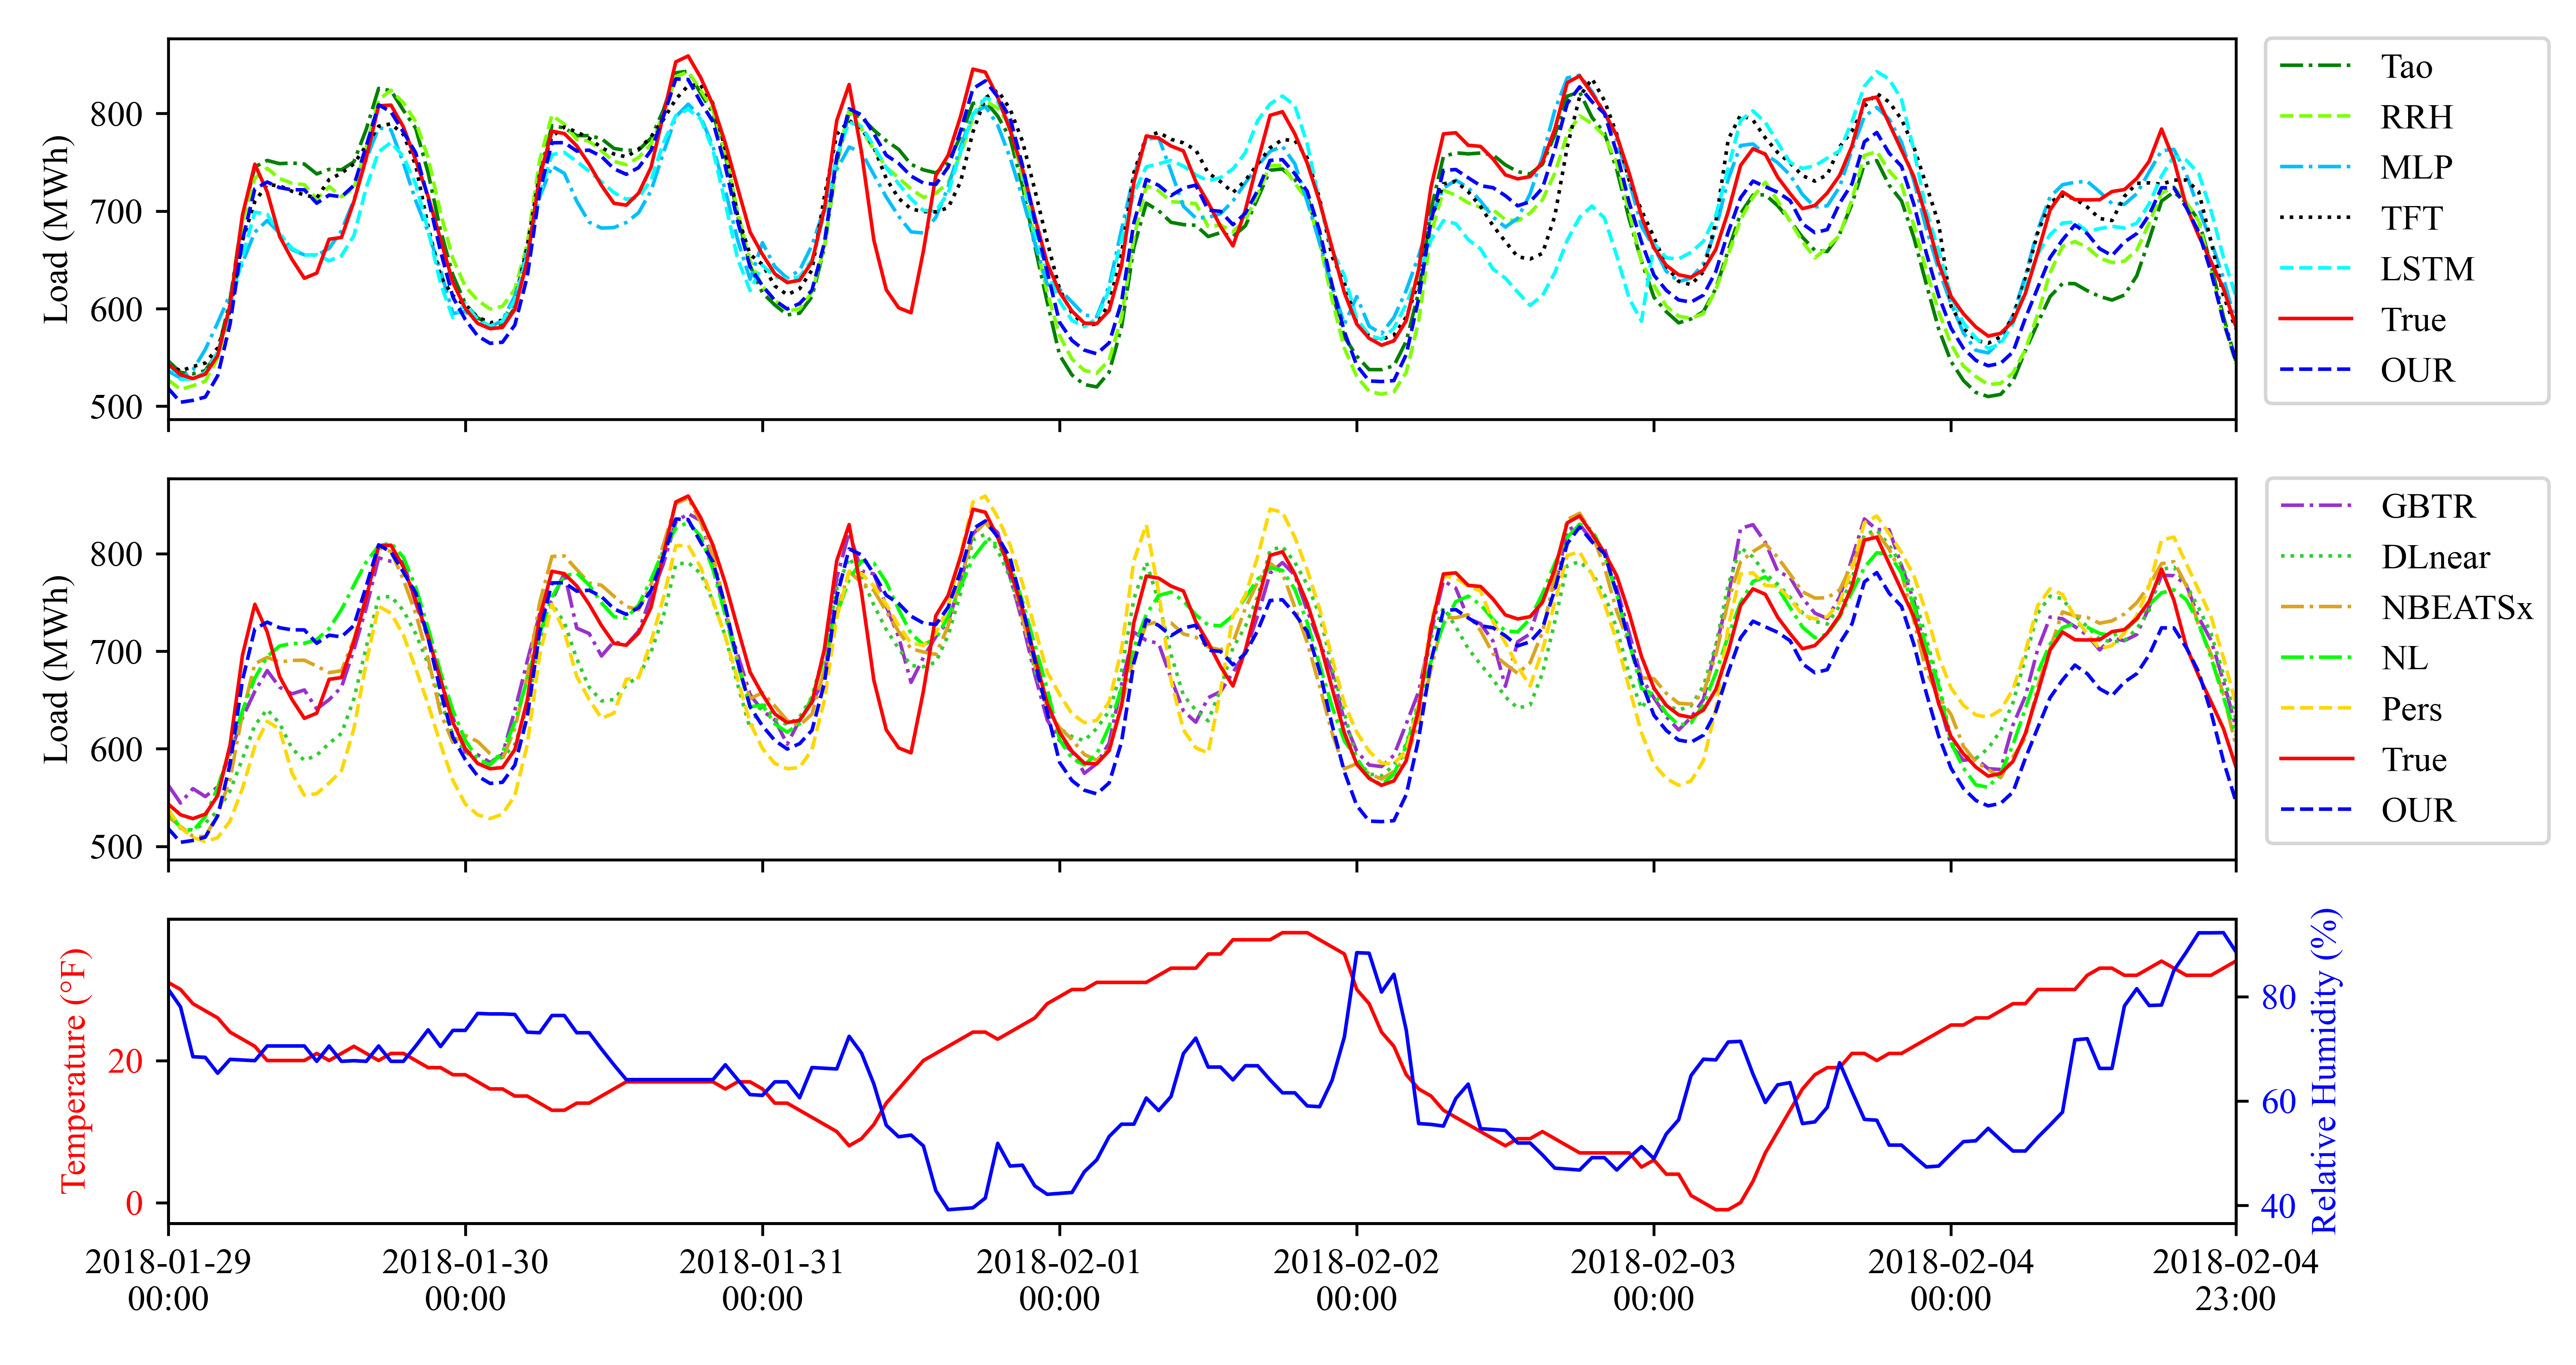 Load (MWh)
800
700
600
500
Tao
RRH
MLP
TFT
LSTM
True
OUR
Load (MWh)
800
700
600
500
GBTR
DLnear
NBEATSx
NL
Pers
True
OUR
Temperature (°F)
20
0
Relative Humidity (%)
80
60
40
2018-01-29 2018-01-30 2018-01-31 2018-02-01 2018-02-02 2018-02-03 2018-02-04 2018-02-04
00:00 00:00 00:00 00:00 00:00 00:00 00:00 23:00